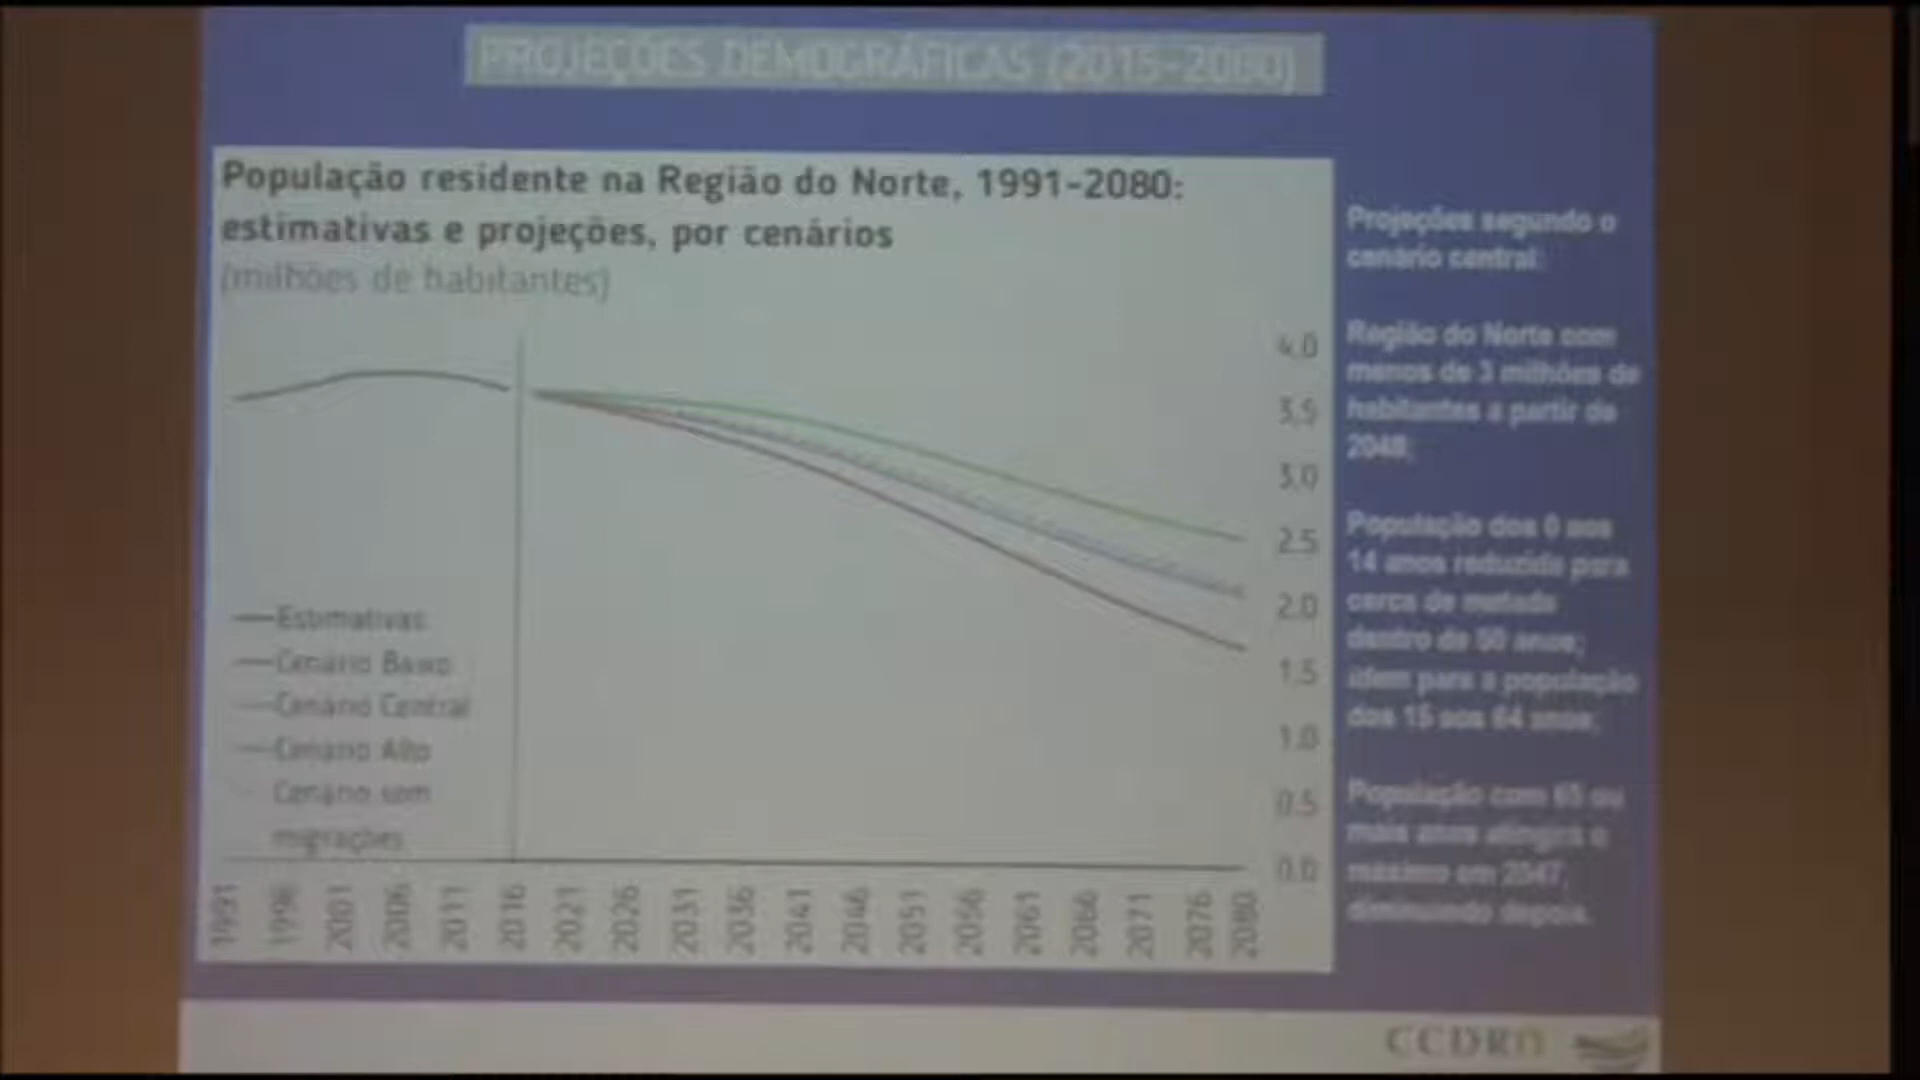 PROJEÇÕES DEMOGRÁFICAS (2015-2080)
População residente na Região do Norte, 1991-2080:
estimativas e projeções, por cenários
(milhões de habitantes)
4.0
3.5
3.0
2.5
2.0
1.5
1.0
0.5
0.0
Estimativas
Cenário Baixo
Cenário Central
Cenário Alto
Cenário sem
migrações
1991
1996
2001
2006
2011
2016
2021
2026
2031
2036
2041
2046
2051
2056
2061
2066
2071
2076
2080
Projeções segundo o
cenário central:
Região do Norte com
menos de 3 milhões de
habitantes a partir de
2048;
População dos 0 aos
14 anos reduzida para
cerca de metade
dentro de 50 anos;
idem para a população
dos 15 aos 64 anos;
População com 65 ou
mais anos atingirá o
máximo em 2047,
diminuindo depois.
CCDRN